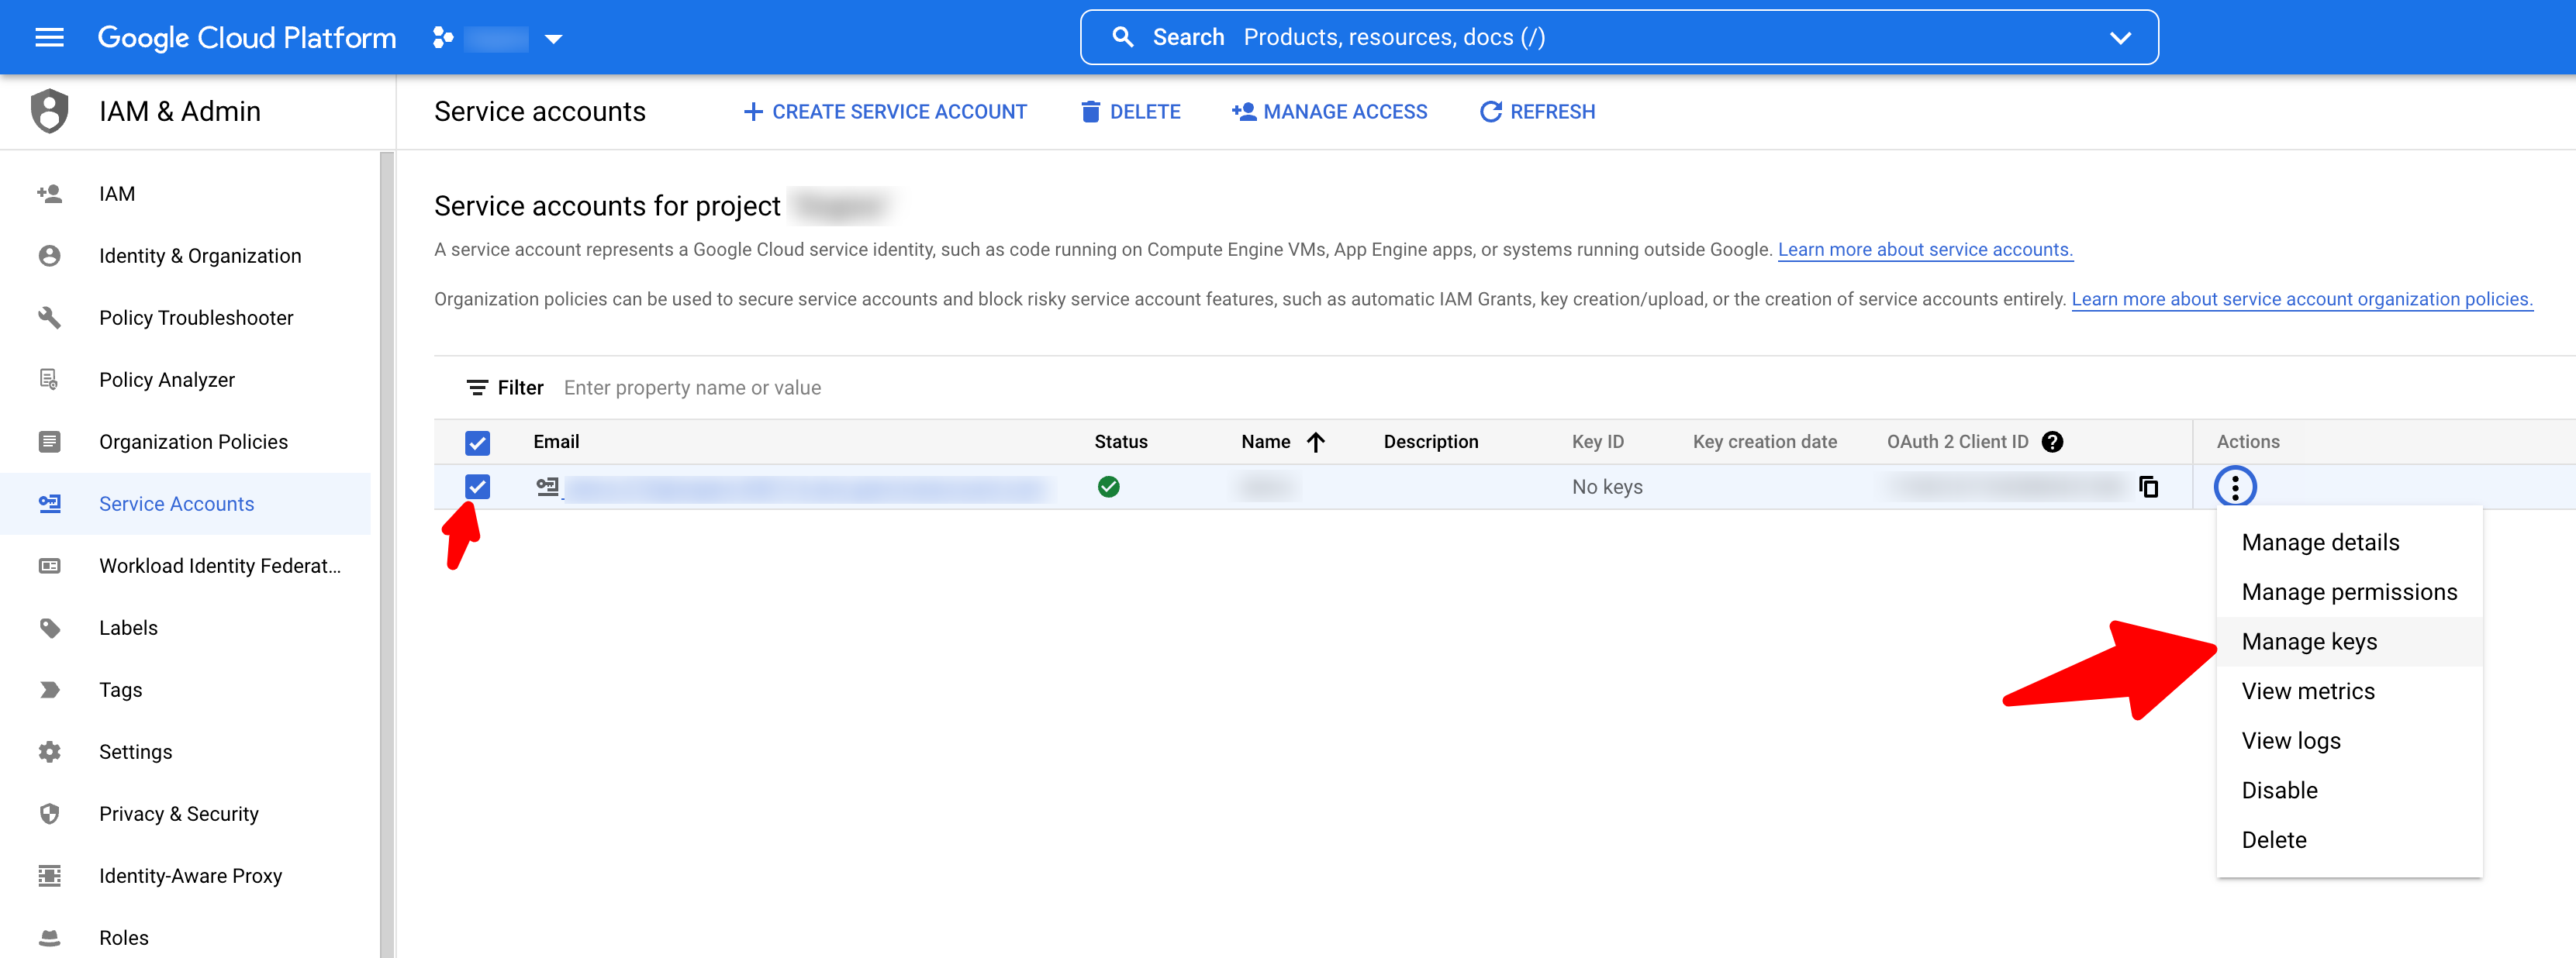 Google Cloud Platform
Search Products, resources, docs (/)
IAM & Admin
Service accounts
CREATE SERVICE ACCOUNT
DELETE
MANAGE ACCESS
REFRESH
IAM
Identity & Organization
Policy Troubleshooter
Policy Analyzer
Organization Policies
Service Accounts
Workload Identity Federat...
Labels
Tags
Settings
Privacy & Security
Identity-Aware Proxy
Roles
Service accounts for project
A service account represents a Google Cloud service identity, such as code running on Compute Engine VMs, App Engine apps, or systems running outside Google. Learn more about service accounts.
Organization policies can be used to secure service accounts and block risky service account features, such as automatic IAM Grants, key creation/upload, or the creation of service accounts entirely. Learn more about service account organization policies.
Filter Enter property name or value
Email Status Name Description Key ID Key creation date OAuth 2 Client ID ? Actions
No keys
Manage details
Manage permissions
Manage keys
View metrics
View logs
Disable
Delete